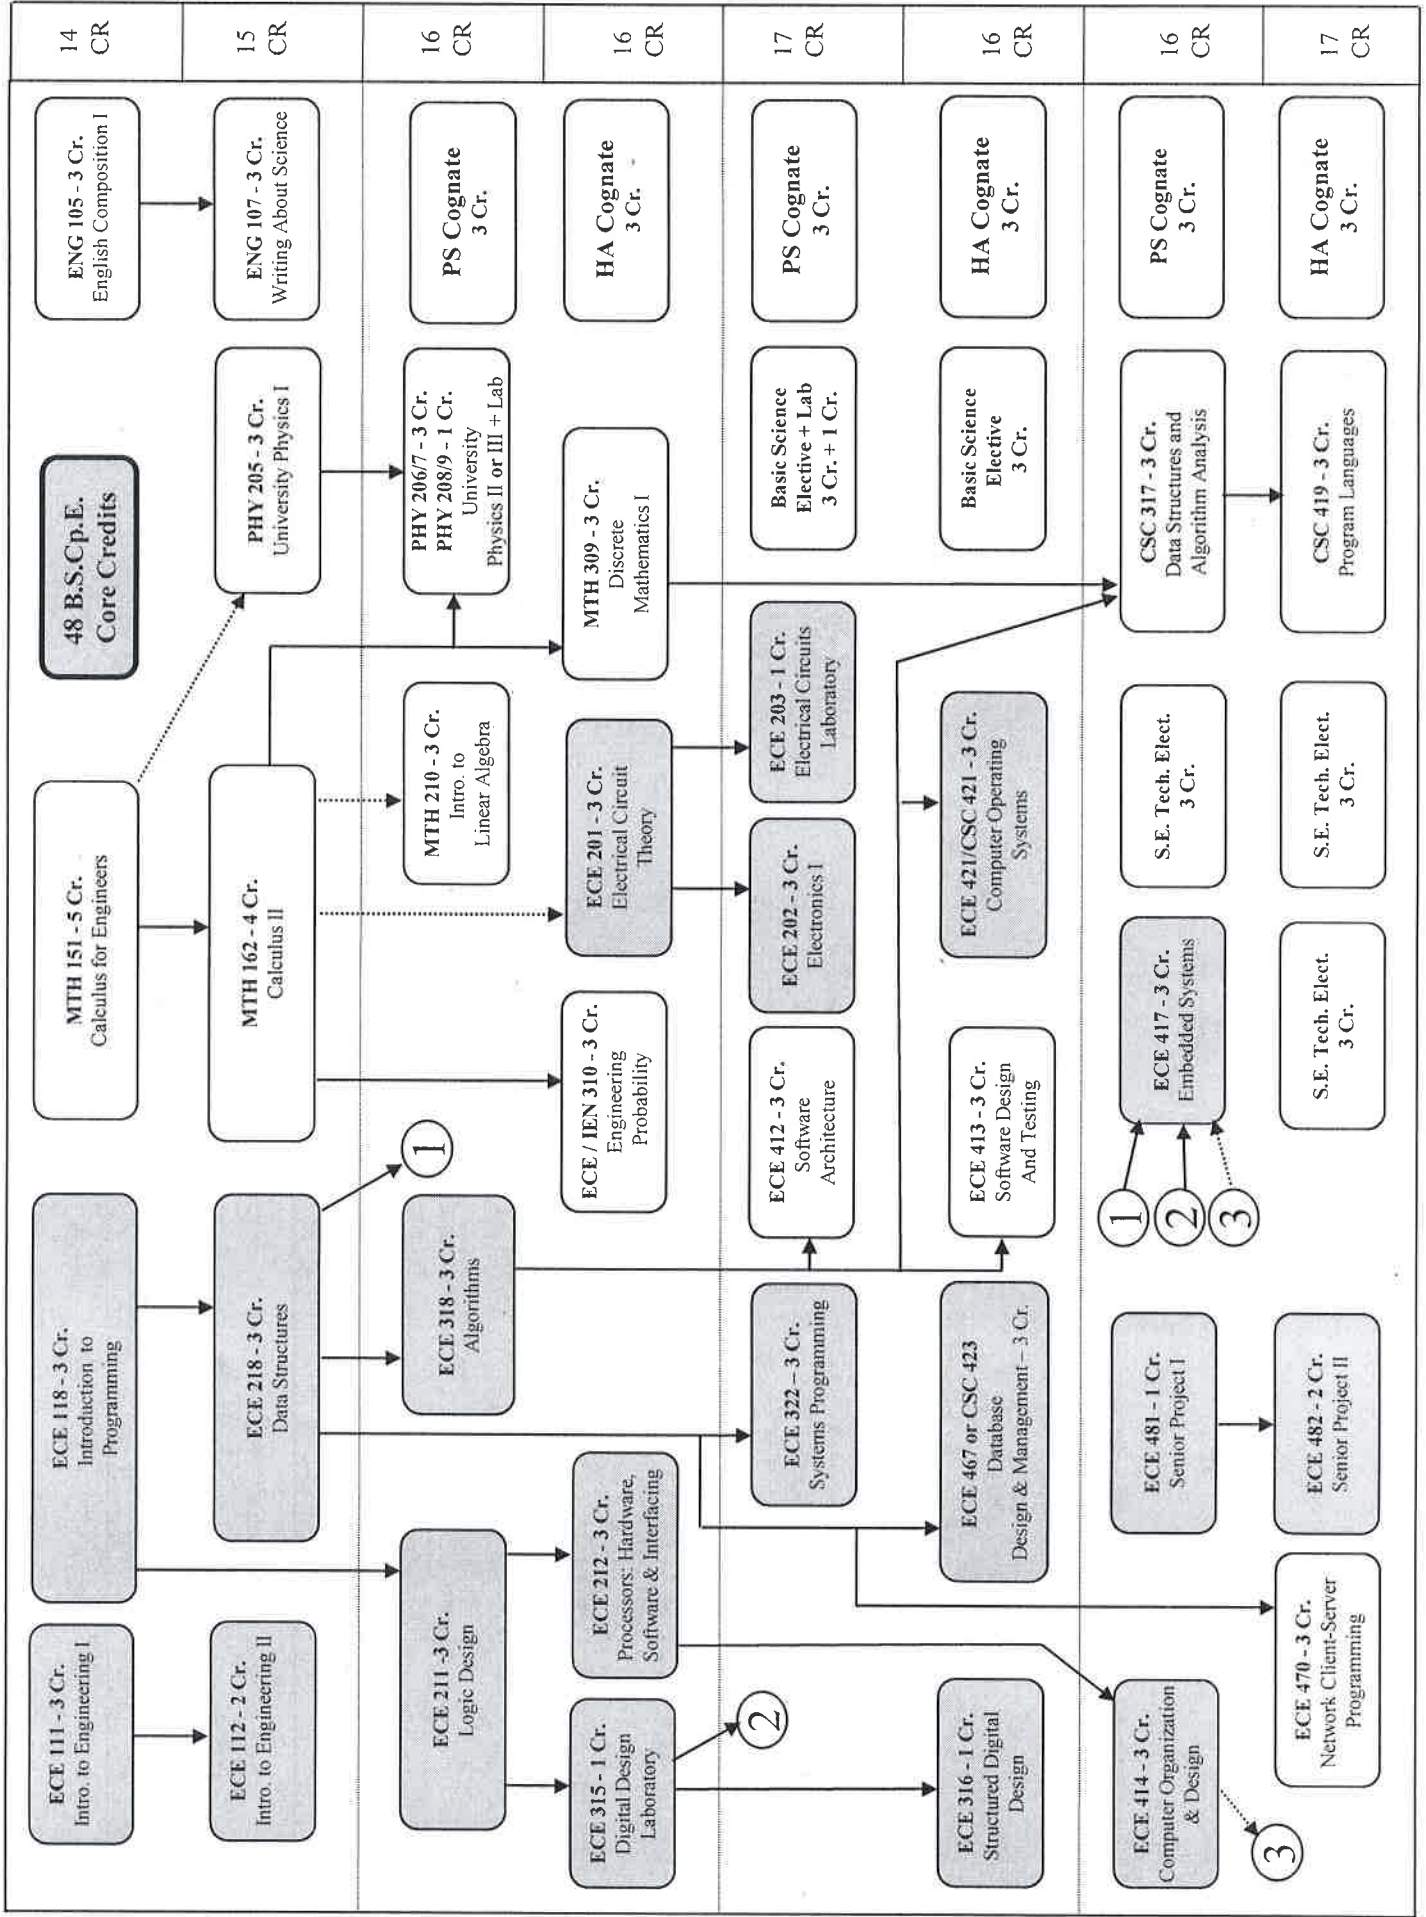 14
CR
15
CR
16
CR
16
CR
17
CR
16
CR
16
CR
17
CR
48 B.S.Cp.E.
Core Credits
ECE 111 - 3 Cr.
Intro. to Engineering I
ECE 118 - 3 Cr.
Introduction to
Programming
MTH 151 - 5 Cr.
Calculus for Engineers
ENG 105 - 3 Cr.
English Composition I
ECE 112 - 2 Cr.
Intro. to Engineering II
ECE 218 - 3 Cr.
Data Structures
MTH 162 - 4 Cr.
Calculus II
PHY 205 - 3 Cr.
University Physics I
ENG 107 - 3 Cr.
Writing About Science
ECE 211 -3 Cr.
Logic Design
ECE 318 - 3 Cr.
Algorithms
1
MTH 210 - 3 Cr.
Intro. to
Linear Algebra
PHY 206/7 - 3 Cr.
PHY 208/9 - 1 Cr.
University
Physics II or III + Lab
PS Cognate
3 Cr.
ECE 315 - 1 Cr.
Digital Design
Laboratory
ECE 212 - 3 Cr.
Processors: Hardware,
Software & Interfacing
ECE / IEN 310 - 3 Cr.
Engineering
Probability
ECE 201 - 3 Cr.
Electrical Circuit
Theory
MTH 309 - 3 Cr.
Discrete
Mathematics I
HA Cognate
3 Cr.
2
ECE 322 – 3 Cr.
Systems Programming
ECE 412 - 3 Cr.
Software
Architecture
ECE 202 - 3 Cr.
Electronics I
ECE 203 - 1 Cr.
Electrical Circuits
Laboratory
Basic Science
Elective + Lab
3 Cr. + 1 Cr.
PS Cognate
3 Cr.
ECE 316 - 1 Cr.
Structured Digital
Design
ECE 467 or CSC 423
Database
Design & Management – 3 Cr.
ECE 413 - 3 Cr.
Software Design
And Testing
ECE 421/CSC 421 - 3 Cr.
Computer Operating
Systems
Basic Science
Elective
3 Cr.
HA Cognate
3 Cr.
ECE 414 - 3 Cr.
Computer Organization
& Design
ECE 481 - 1 Cr.
Senior Project I
1
2
3
ECE 417 - 3 Cr.
Embedded Systems
S.E. Tech. Elect.
3 Cr.
CSC 317 - 3 Cr.
Data Structures and
Algorithm Analysis
PS Cognate
3 Cr.
3
ECE 470 - 3 Cr.
Network Client-Server
Programming
ECE 482 - 2 Cr.
Senior Project II
S.E. Tech. Elect.
3 Cr.
S.E. Tech. Elect.
3 Cr.
CSC 419 - 3 Cr.
Program Languages
HA Cognate
3 Cr.